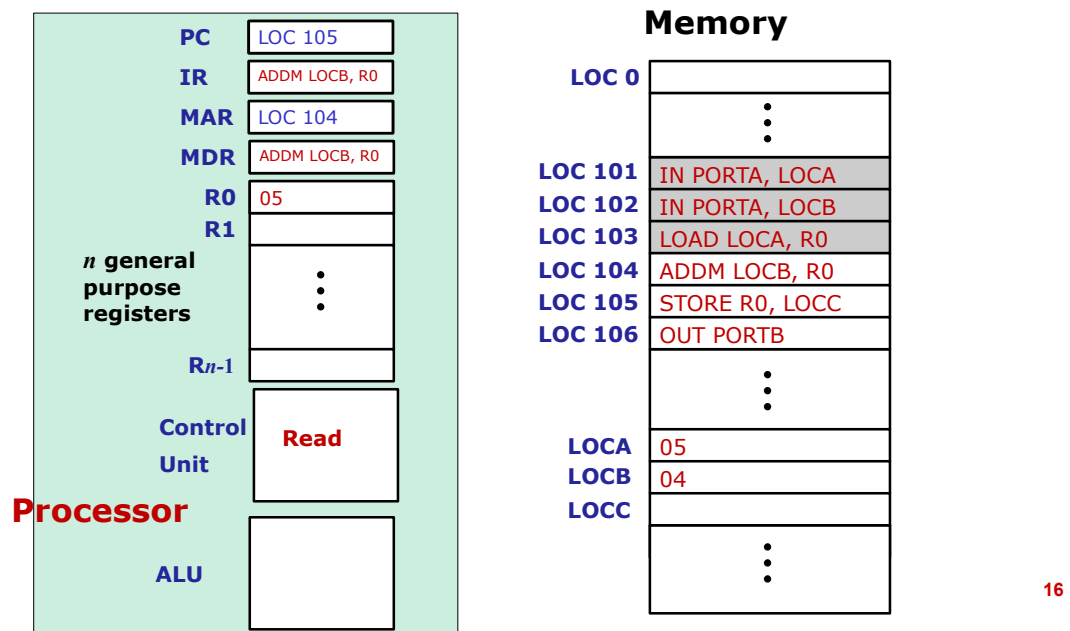 PC LOC 105
IR ADDM LOCB, R0
MAR LOC 104
MDR ADDM LOCB, R0
R0 05
R1
n general
purpose
registers
Rn-1
Control
Unit
Read
Processor
ALU
Memory
LOC 0
LOC 101 IN PORTA, LOCA
LOC 102 IN PORTA, LOCB
LOC 103 LOAD LOCA, R0
LOC 104 ADDM LOCB, R0
LOC 105 STORE R0, LOCC
LOC 106 OUT PORTB
LOCA 05
LOCB 04
LOCC
16